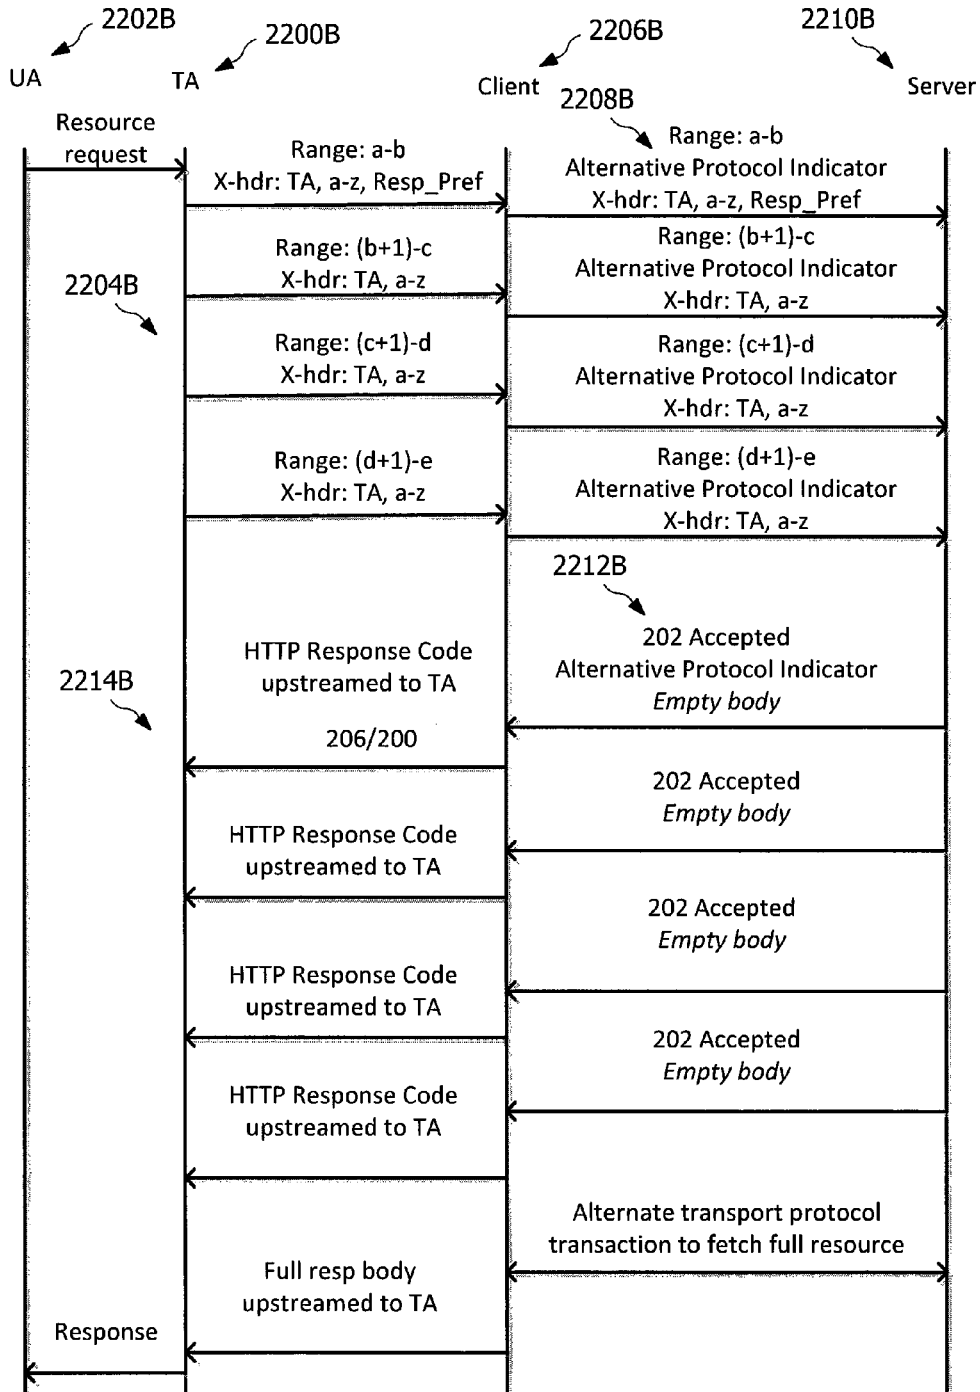 2202B
2200B
2206B
2210B
UA
TA
Client
Server
2208B
Resource
request
Range: a-b
X-hdr: TA, a-z, Resp_Pref
Range: a-b
Alternative Protocol Indicator
X-hdr: TA, a-z, Resp_Pref
2204B
Range: (b+1)-c
X-hdr: TA, a-z
Range: (b+1)-c
Alternative Protocol Indicator
X-hdr: TA, a-z
Range: (c+1)-d
X-hdr: TA, a-z
Range: (c+1)-d
Alternative Protocol Indicator
X-hdr: TA, a-z
Range: (d+1)-e
X-hdr: TA, a-z
Range: (d+1)-e
Alternative Protocol Indicator
X-hdr: TA, a-z
2212B
202 Accepted
Alternative Protocol Indicator
Empty body
2214B
HTTP Response Code
upstreamed to TA
206/200
202 Accepted
Empty body
HTTP Response Code
upstreamed to TA
202 Accepted
Empty body
HTTP Response Code
upstreamed to TA
202 Accepted
Empty body
HTTP Response Code
upstreamed to TA
Alternate transport protocol
transaction to fetch full resource
Full resp body
upstreamed to TA
Response